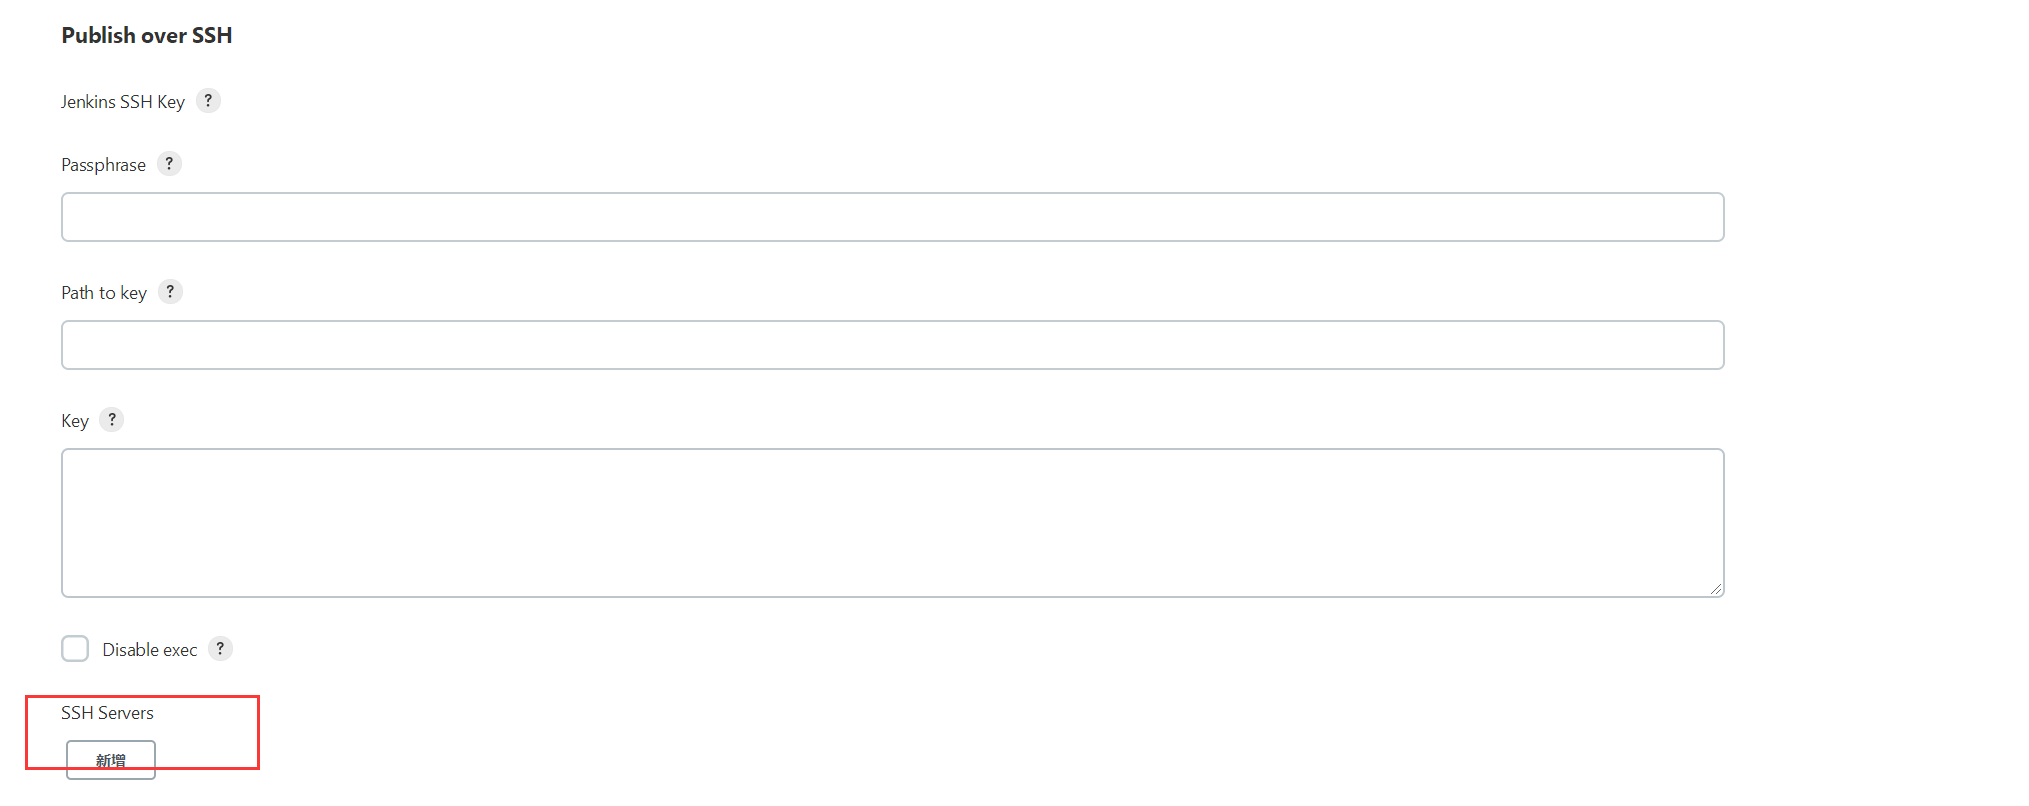 Publish over SSH
Jenkins SSH Key ?
Passphrase ?
Path to key ?
Key ?
Disable exec ?
SSH Servers
新增